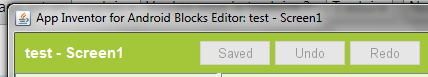 App Inventor for Android Blocks Editor: test - Screen1
test - Screen1 Saved Undo Redo